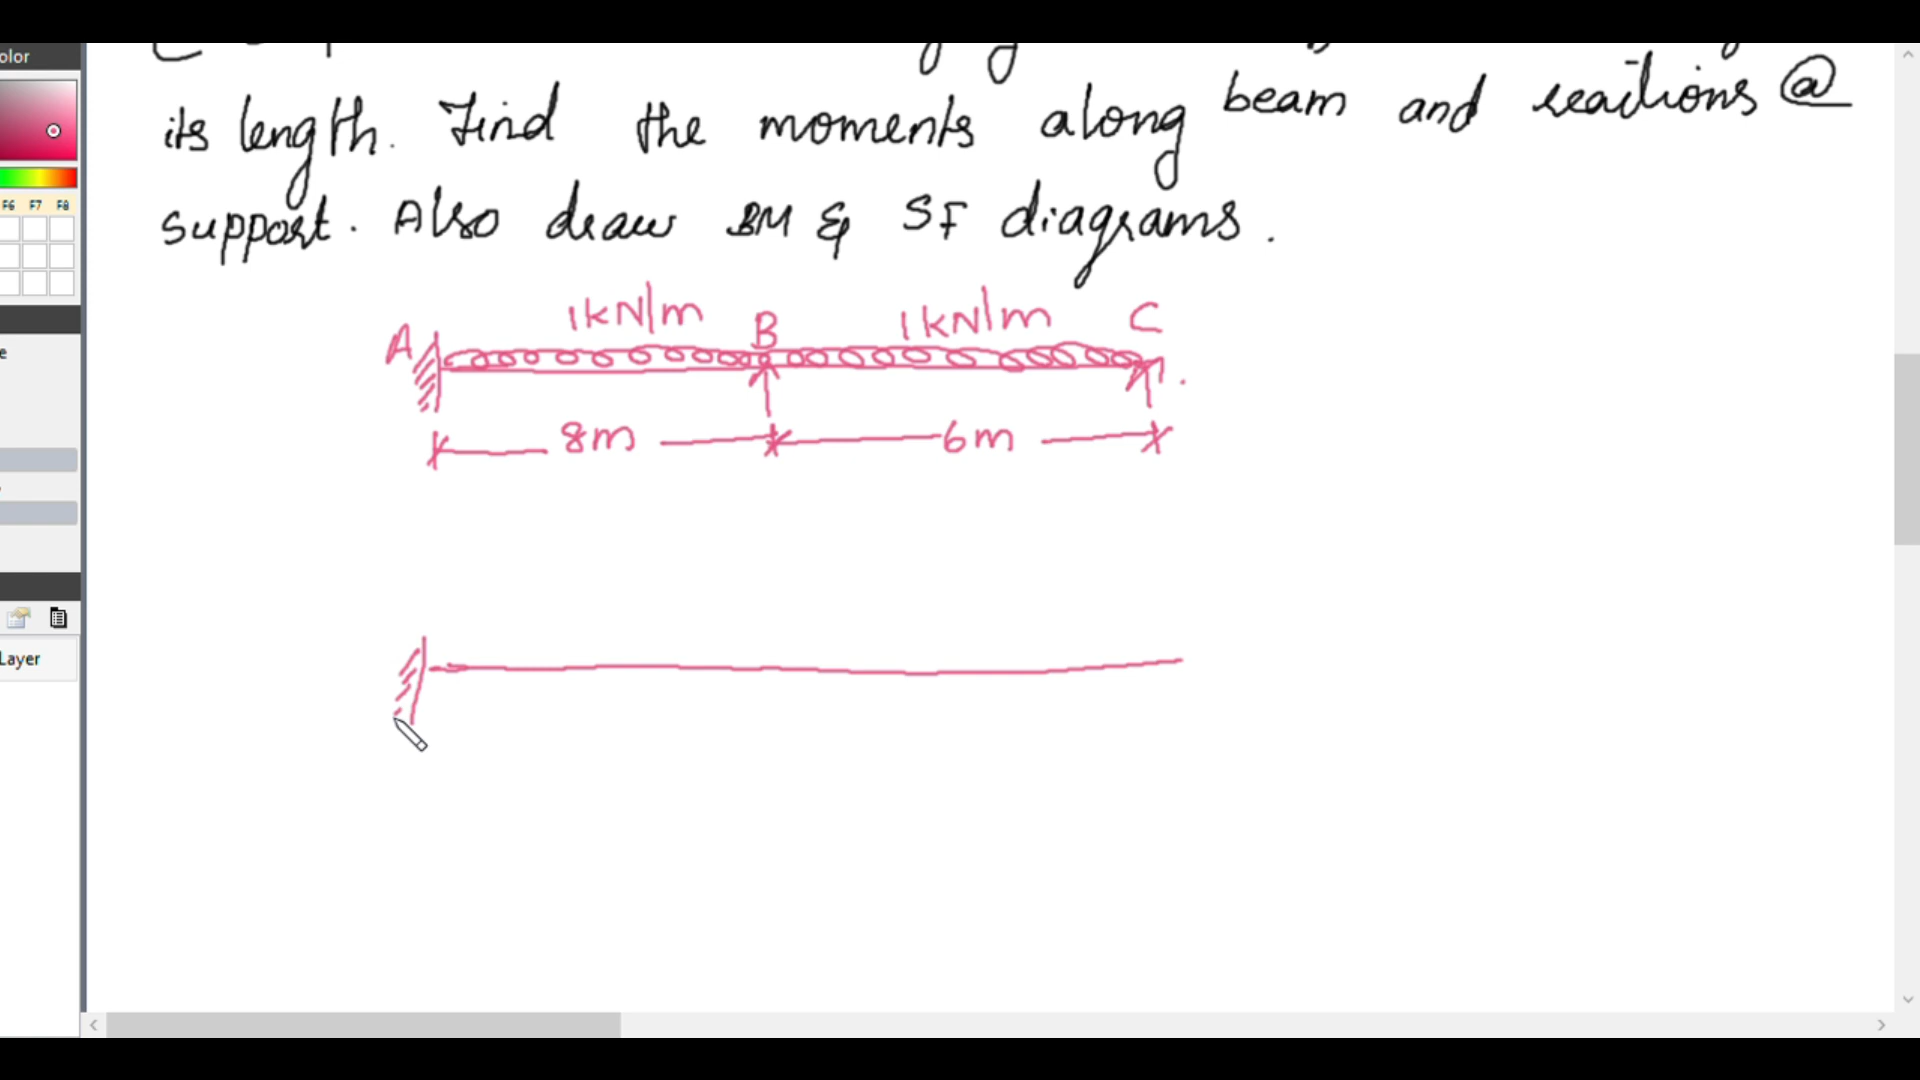 olor
its length. Find the moments along beam and reactions @
support. Also draw BM & SF diagrams.
F6 F7 F8
1kN/m 1kN/m
A B C
8m 6m
Layer